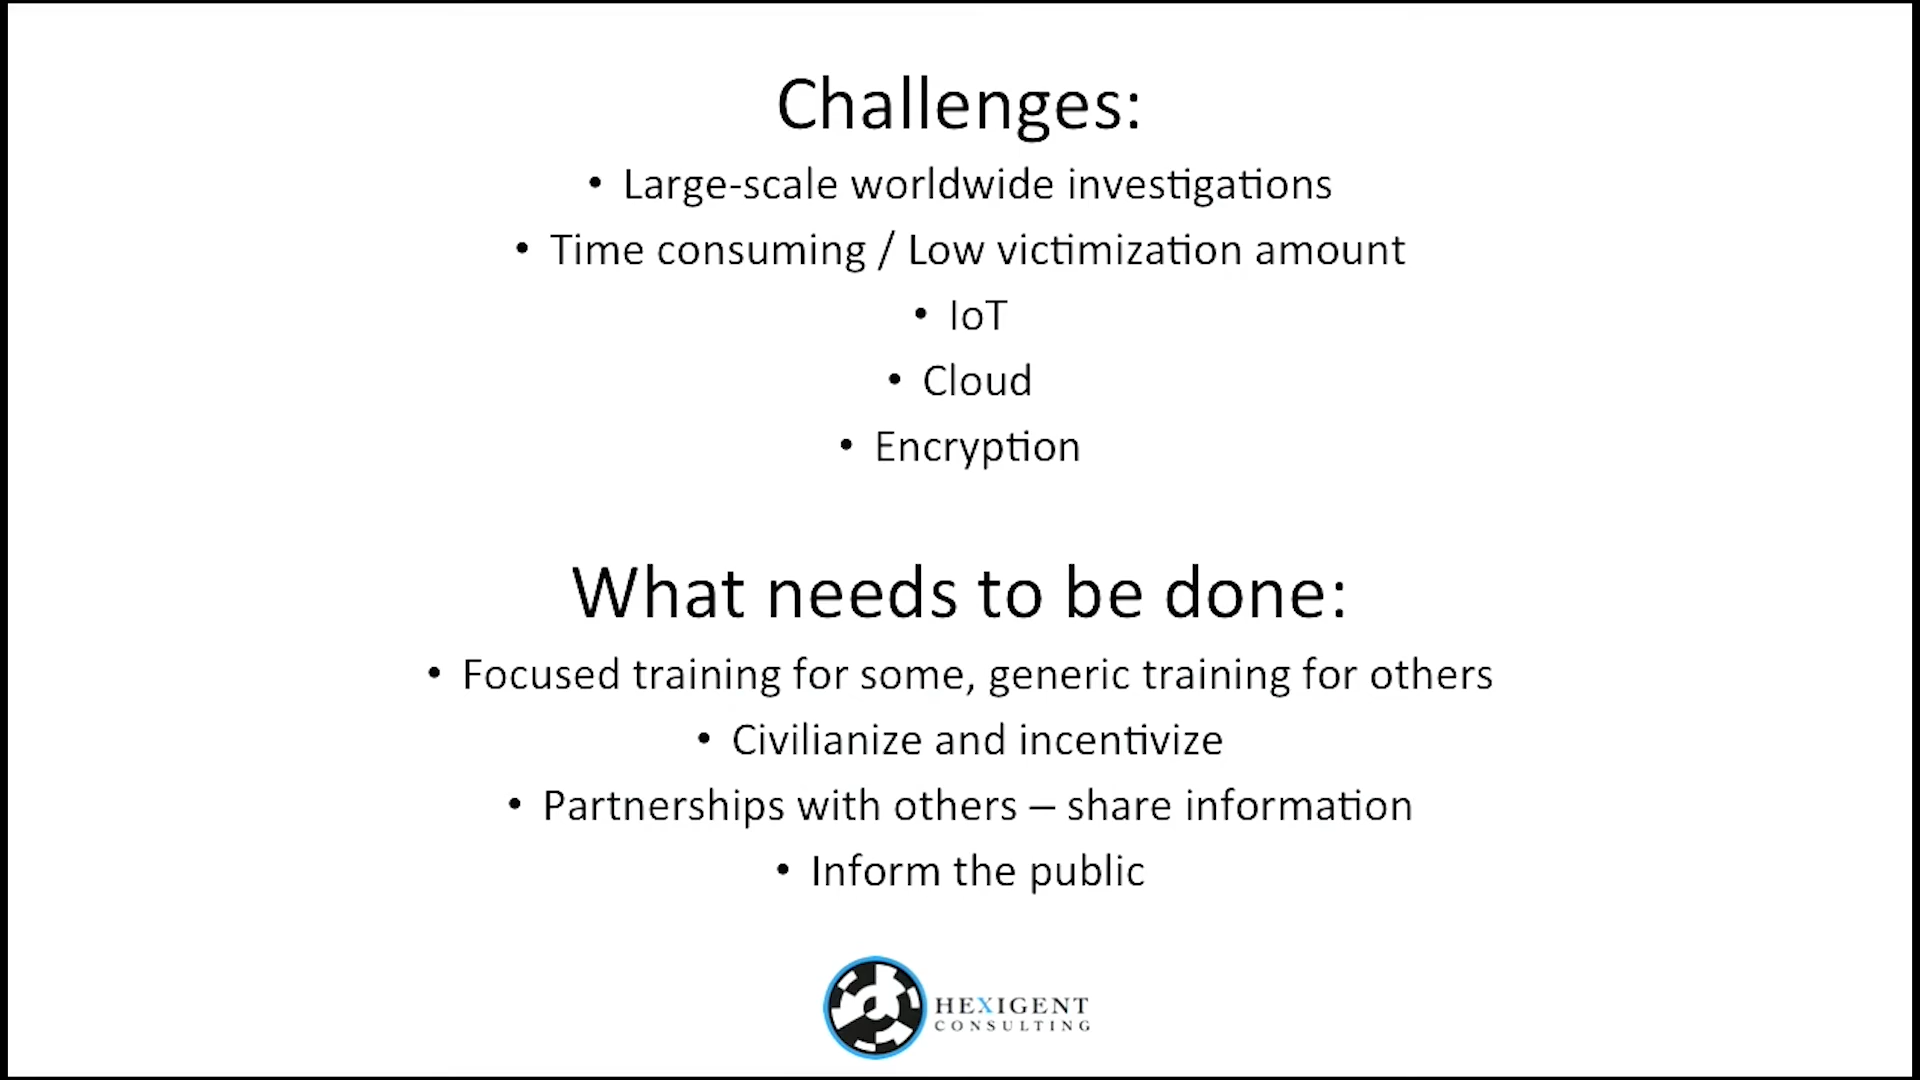 Challenges:
• Large-scale worldwide investigations
• Time consuming / Low victimization amount
• IoT
• Cloud
• Encryption
What needs to be done:
• Focused training for some, generic training for others
• Civilianize and incentivize
• Partnerships with others – share information
• Inform the public
HEXIGENT
CONSULTING